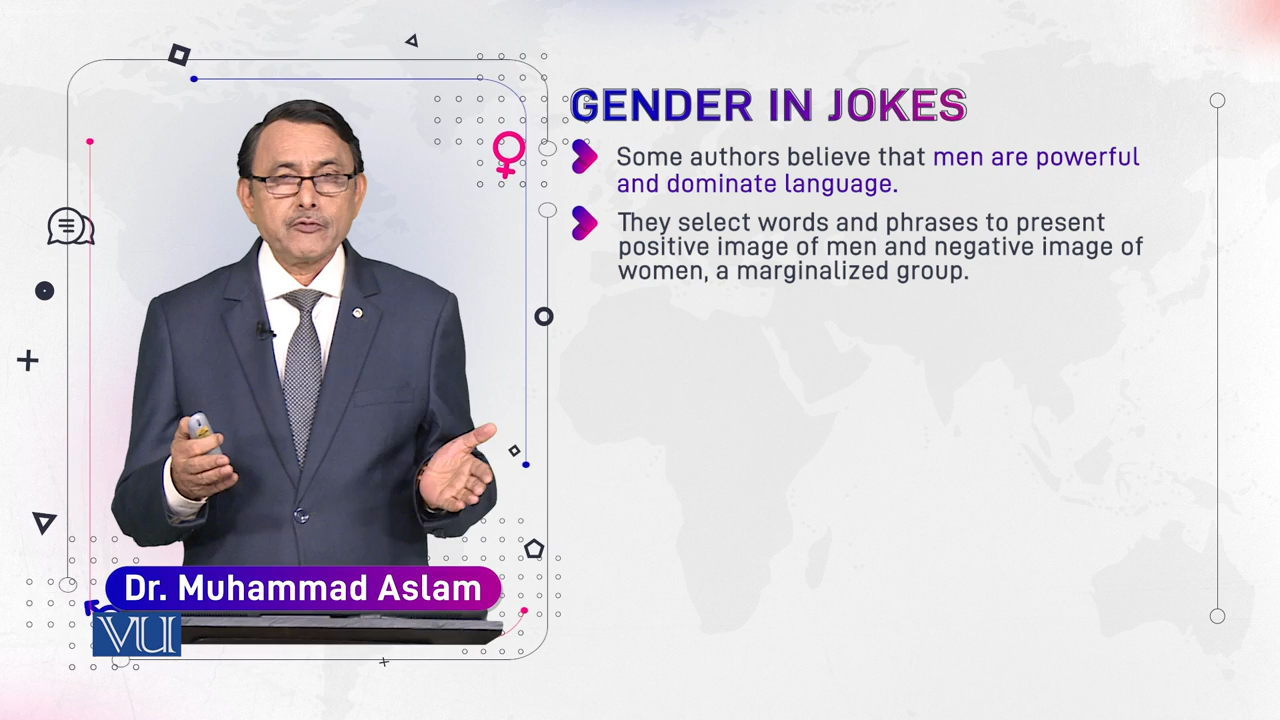 GENDER IN JOKES
Some authors believe that men are powerful
and dominate language.
They select words and phrases to present
positive image of men and negative image of
women, a marginalized group.
Dr. Muhammad Aslam
VU